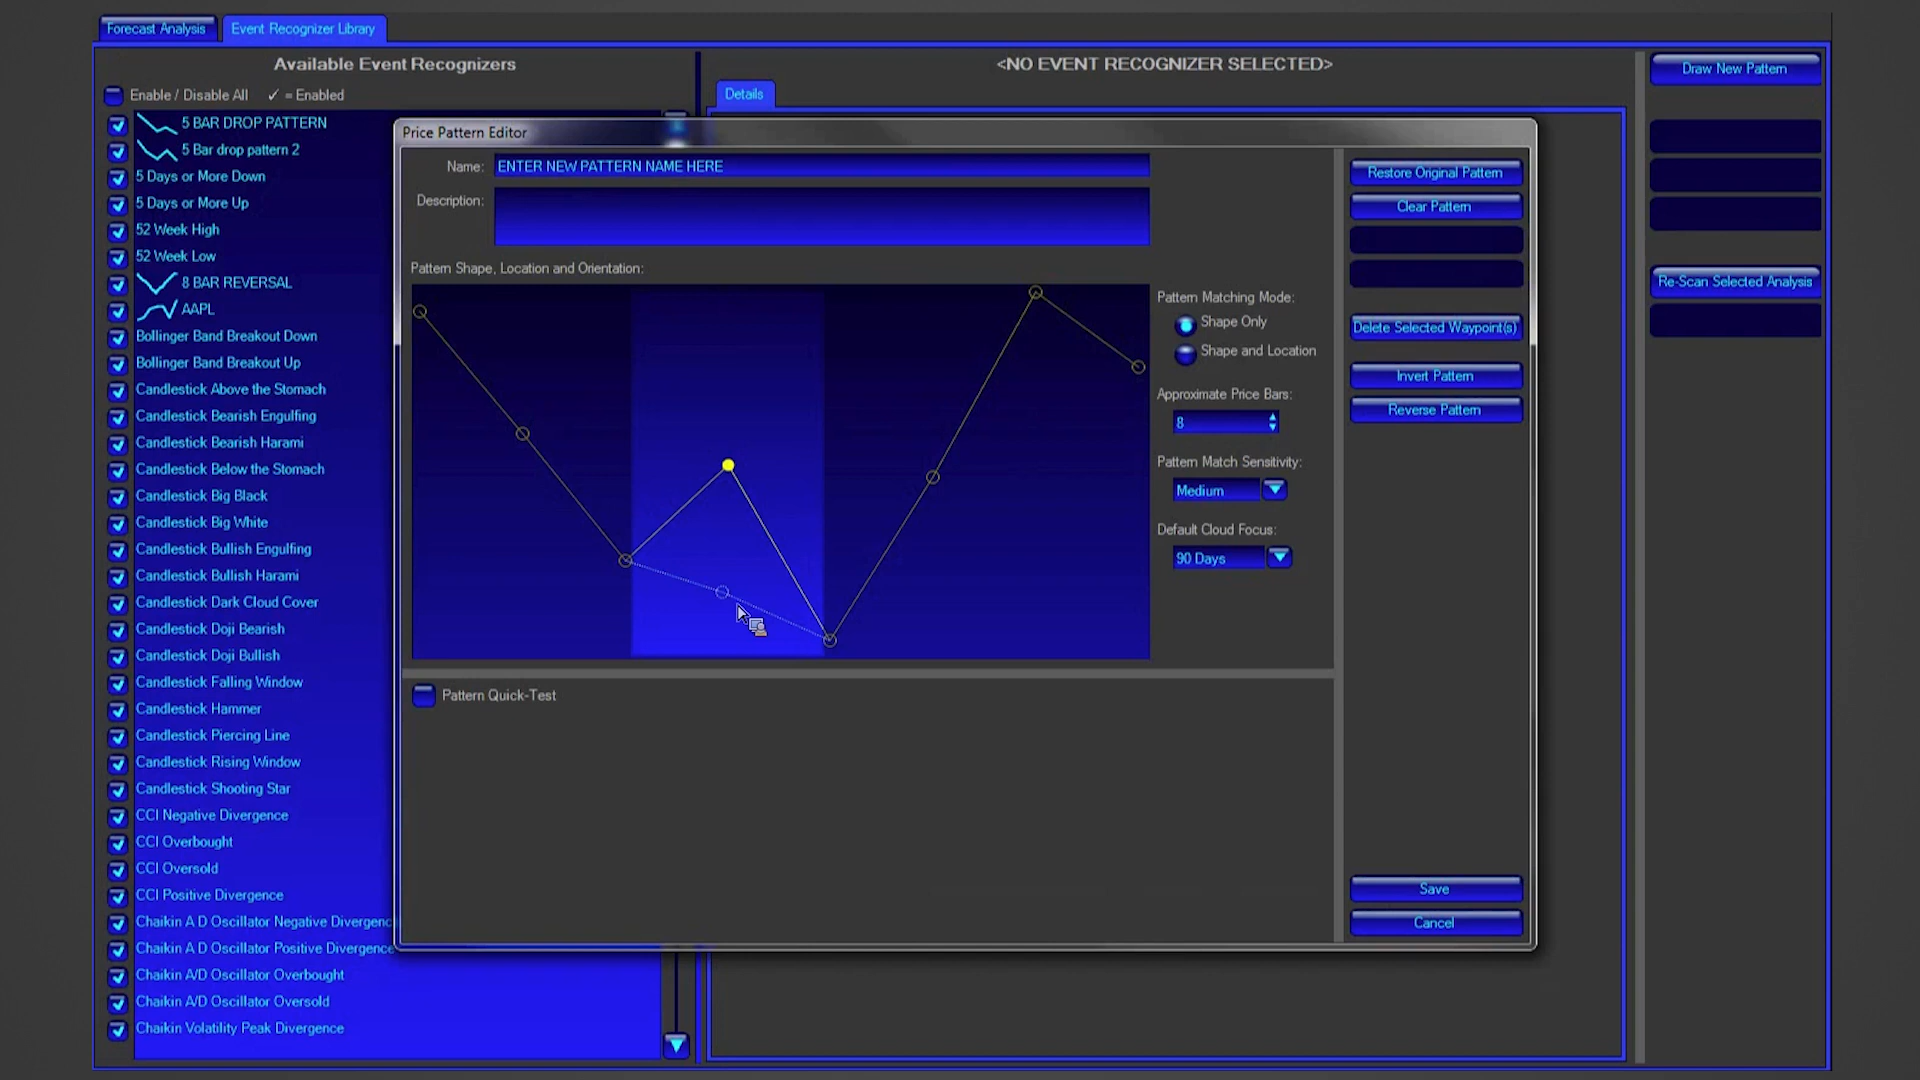 Forecast Analysis
Event Recognizer Library
Available Event Recognizers
Enable / Disable All ✓ = Enabled
5 BAR DROP PATTERN
5 Bar drop pattern 2
5 Days or More Down
5 Days or More Up
52 Week High
52 Week Low
8 BAR REVERSAL
AAPL
Bollinger Band Breakout Down
Bollinger Band Breakout Up
Candlestick Above the Stomach
Candlestick Bearish Engulfing
Candlestick Bearish Harami
Candlestick Below the Stomach
Candlestick Big Black
Candlestick Big White
Candlestick Bullish Engulfing
Candlestick Bullish Harami
Candlestick Dark Cloud Cover
Candlestick Doji Bearish
Candlestick Doji Bullish
Candlestick Falling Window
Candlestick Hammer
Candlestick Piercing Line
Candlestick Rising Window
Candlestick Shooting Star
CCI Negative Divergence
CCI Overbought
CCI Oversold
CCI Positive Divergence
Chaikin A D Oscillator Negative Divergenc
Chaikin A D Oscillator Positive Divergence
Chaikin A/D Oscillator Overbought
Chaikin A/D Oscillator Oversold
Chaikin Volatility Peak Divergence
<NO EVENT RECOGNIZER SELECTED>
Details
Price Pattern Editor
Name: ENTER NEW PATTERN NAME HERE
Description:
Pattern Shape, Location and Orientation:
Pattern Matching Mode:
Shape Only
Shape and Location
Approximate Price Bars:
8
Pattern Match Sensitivity:
Medium
Default Cloud Focus:
90 Days
Pattern Quick-Test
Restore Original Pattern
Clear Pattern
Delete Selected Waypoint(s)
Invert Pattern
Reverse Pattern
Save
Cancel
Draw New Pattern
Re-Scan Selected Analysis